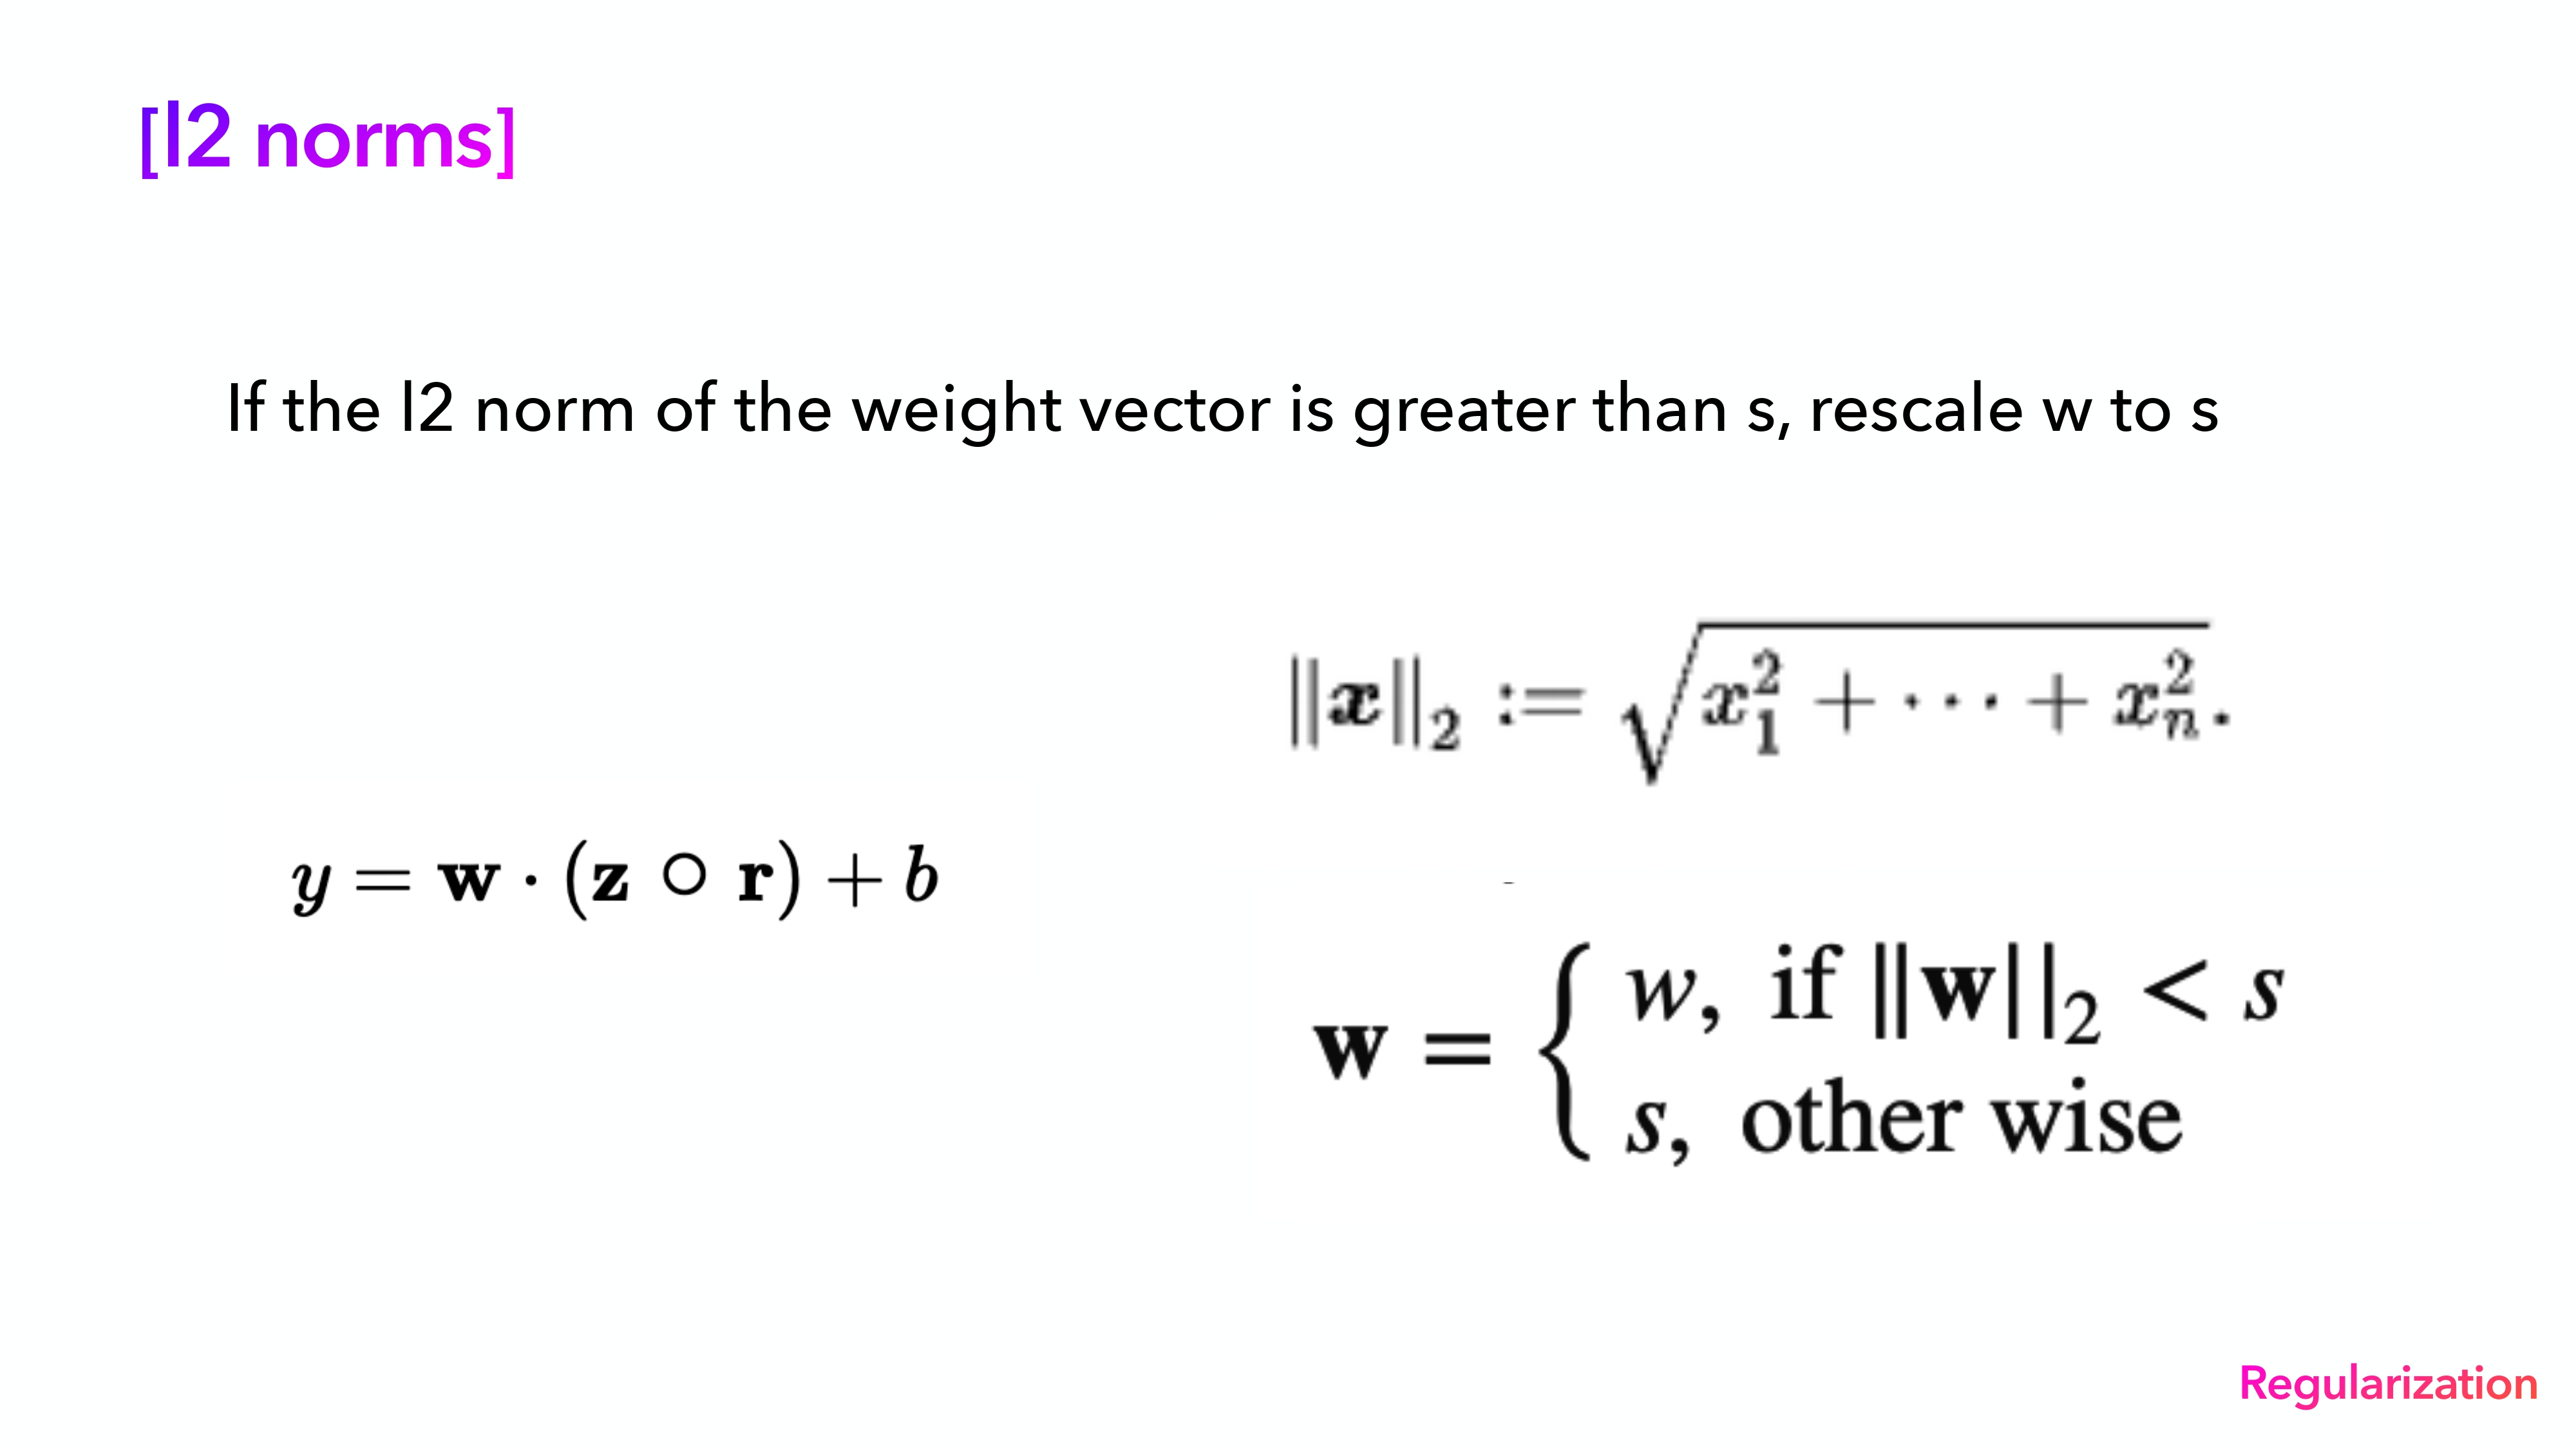 [l2 norms]
If the l2 norm of the weight vector is greater than s, rescale w to s
||x||₂ := √(x₁² + ··· + xₙ²).
y = w · (z ○ r) + b
w = { w, if ||w||₂ < s
s, other wise
Regularization